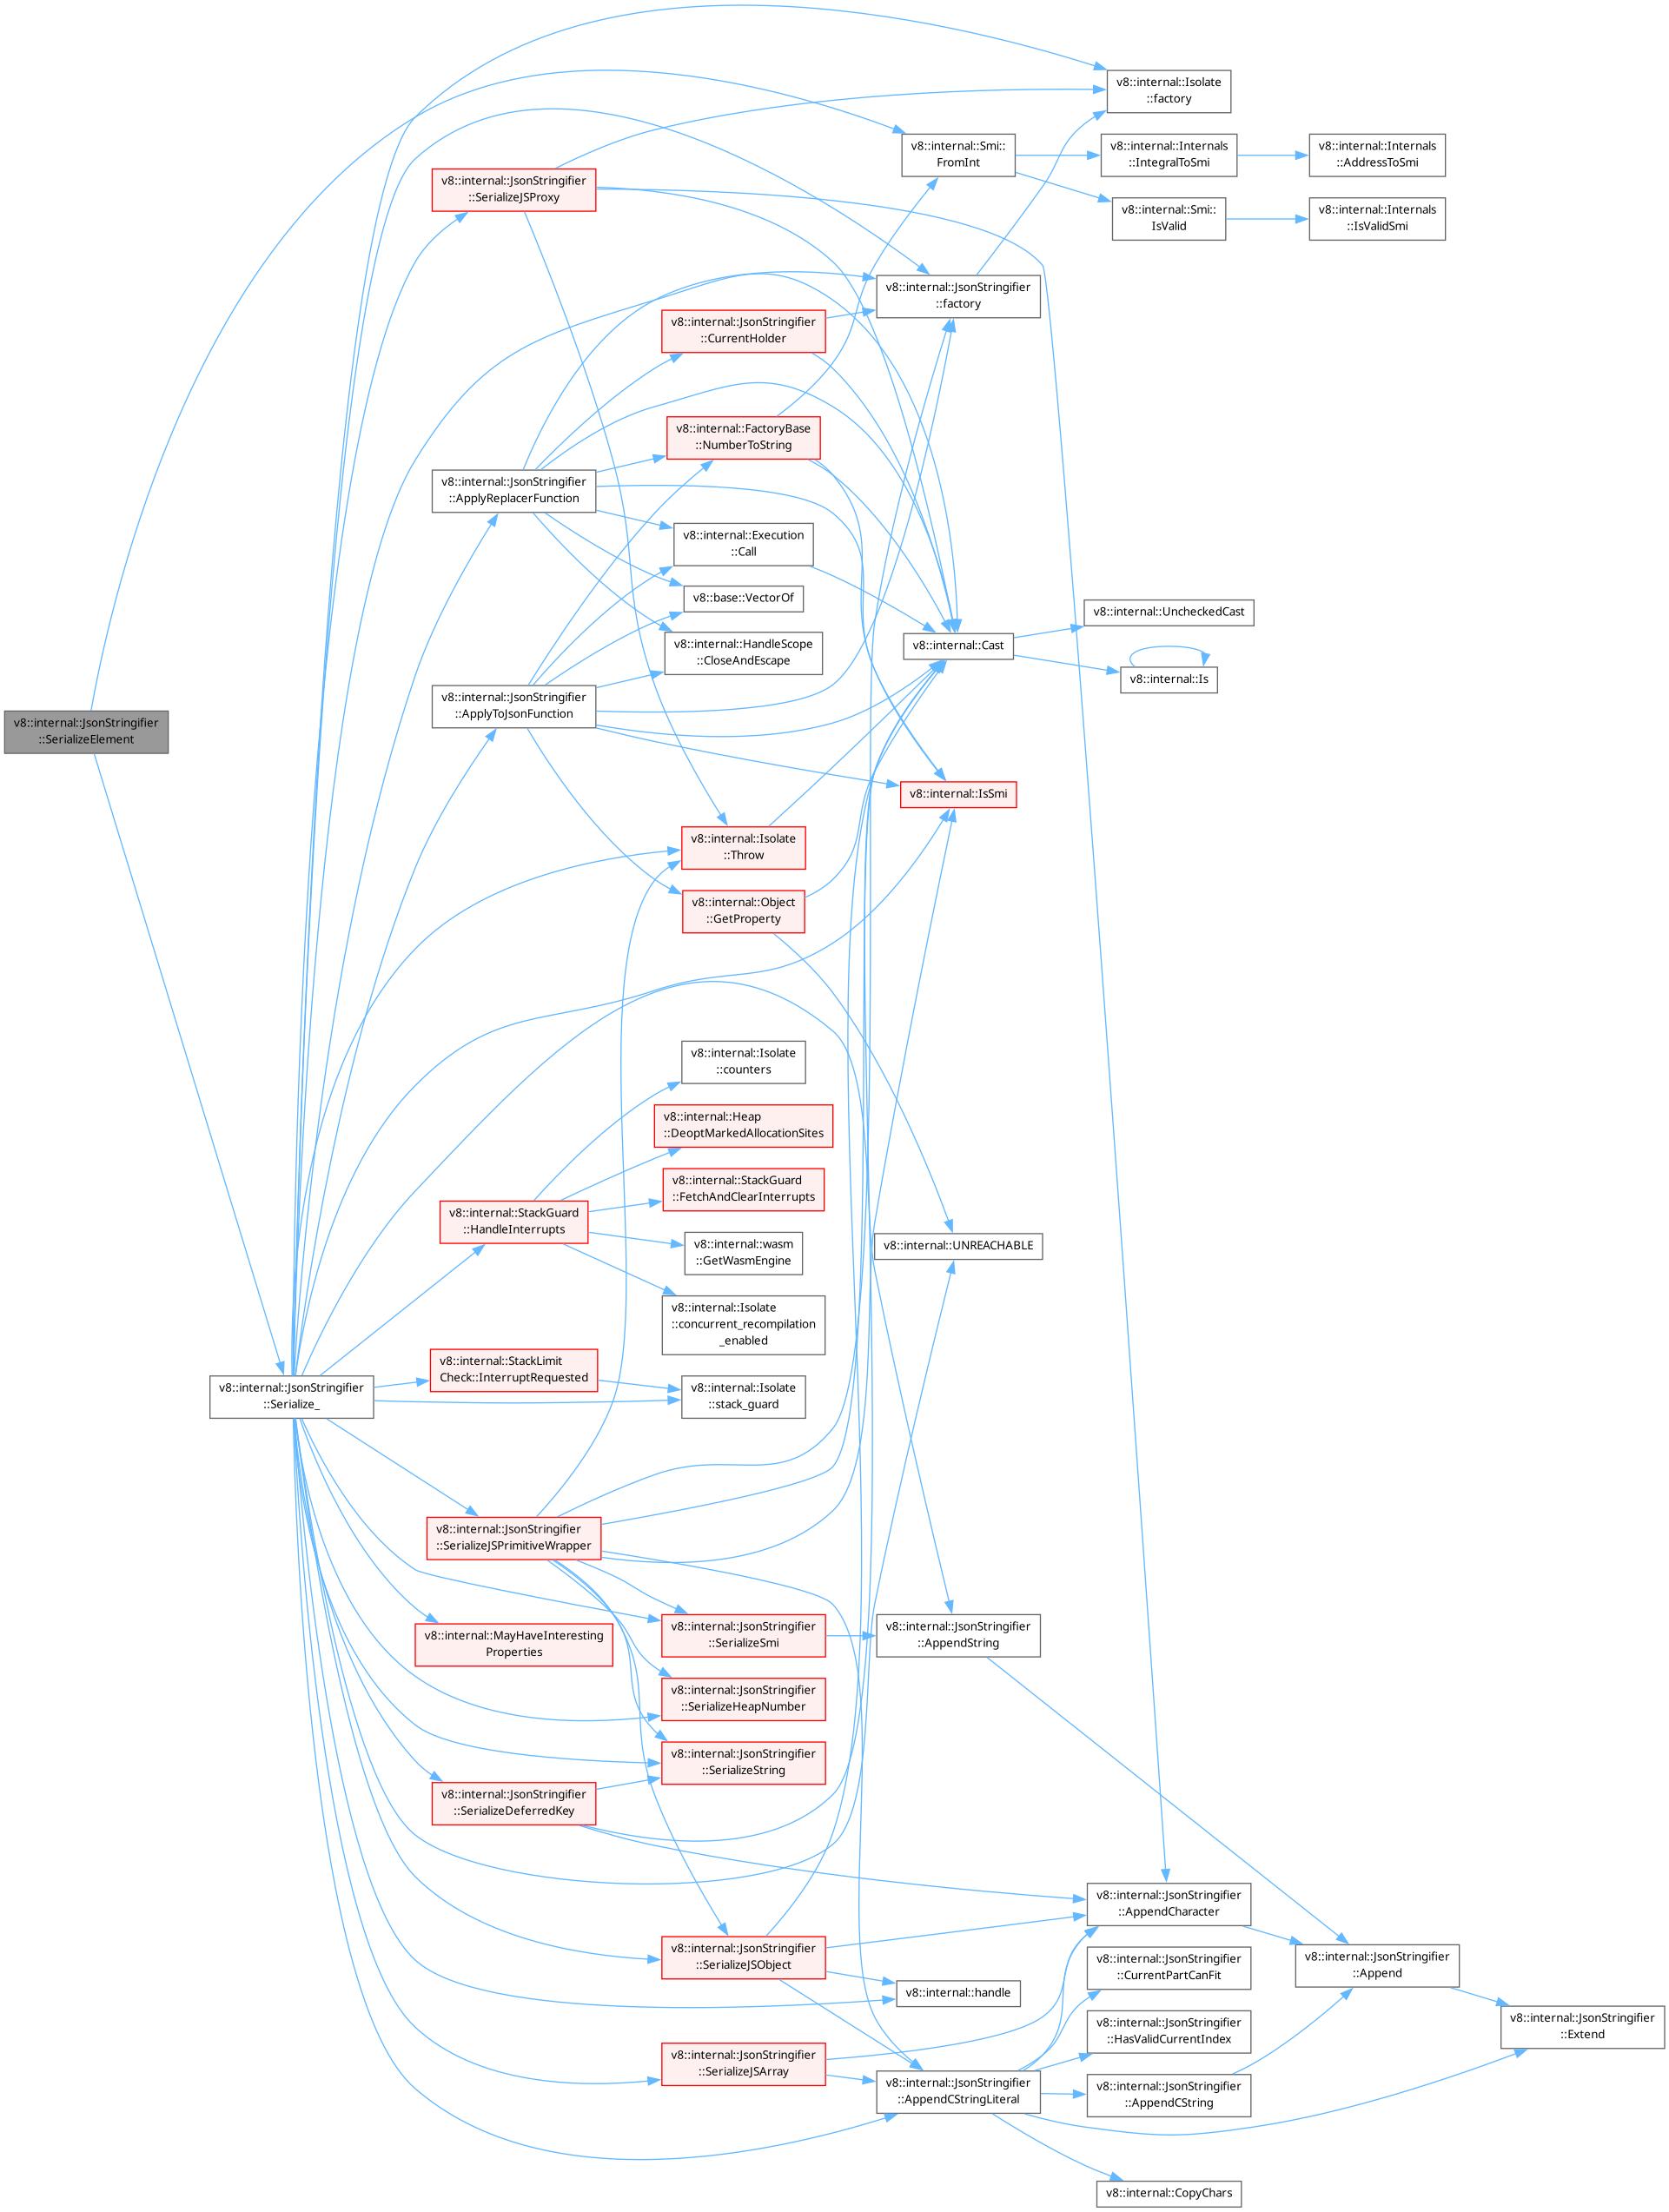 v8::internal::Isolate
::factory
v8::internal::Smi::
FromInt
v8::internal::Internals
::IntegralToSmi
v8::internal::Internals
::AddressToSmi
v8::internal::JsonStringifier
::SerializeJSProxy
v8::internal::Smi::
IsValid
v8::internal::Internals
::IsValidSmi
v8::internal::JsonStringifier
::factory
v8::internal::JsonStringifier
::CurrentHolder
v8::internal::FactoryBase
::NumberToString
v8::internal::JsonStringifier
::ApplyReplacerFunction
v8::internal::Execution
::Call
v8::base::VectorOf
v8::internal::UncheckedCast
v8::internal::HandleScope
::CloseAndEscape
v8::internal::Cast
v8::internal::Is
v8::internal::JsonStringifier
::ApplyToJsonFunction
v8::internal::JsonStringifier
::SerializeElement
v8::internal::IsSmi
v8::internal::Isolate
::Throw
v8::internal::Object
::GetProperty
v8::internal::Isolate
::counters
v8::internal::Heap
::DeoptMarkedAllocationSites
v8::internal::StackGuard
::FetchAndClearInterrupts
v8::internal::StackGuard
::HandleInterrupts
v8::internal::wasm
::GetWasmEngine
v8::internal::UNREACHABLE
v8::internal::Isolate
::concurrent_recompilation
_enabled
v8::internal::StackLimit
Check::InterruptRequested
v8::internal::JsonStringifier
::Serialize_
v8::internal::Isolate
::stack_guard
v8::internal::JsonStringifier
::SerializeJSPrimitiveWrapper
v8::internal::MayHaveInteresting
Properties
v8::internal::JsonStringifier
::SerializeSmi
v8::internal::JsonStringifier
::AppendString
v8::internal::JsonStringifier
::SerializeHeapNumber
v8::internal::JsonStringifier
::SerializeString
v8::internal::JsonStringifier
::SerializeDeferredKey
v8::internal::JsonStringifier
::AppendCharacter
v8::internal::JsonStringifier
::SerializeJSObject
v8::internal::JsonStringifier
::CurrentPartCanFit
v8::internal::JsonStringifier
::Append
v8::internal::handle
v8::internal::JsonStringifier
::HasValidCurrentIndex
v8::internal::JsonStringifier
::Extend
v8::internal::JsonStringifier
::SerializeJSArray
v8::internal::JsonStringifier
::AppendCStringLiteral
v8::internal::JsonStringifier
::AppendCString
v8::internal::CopyChars